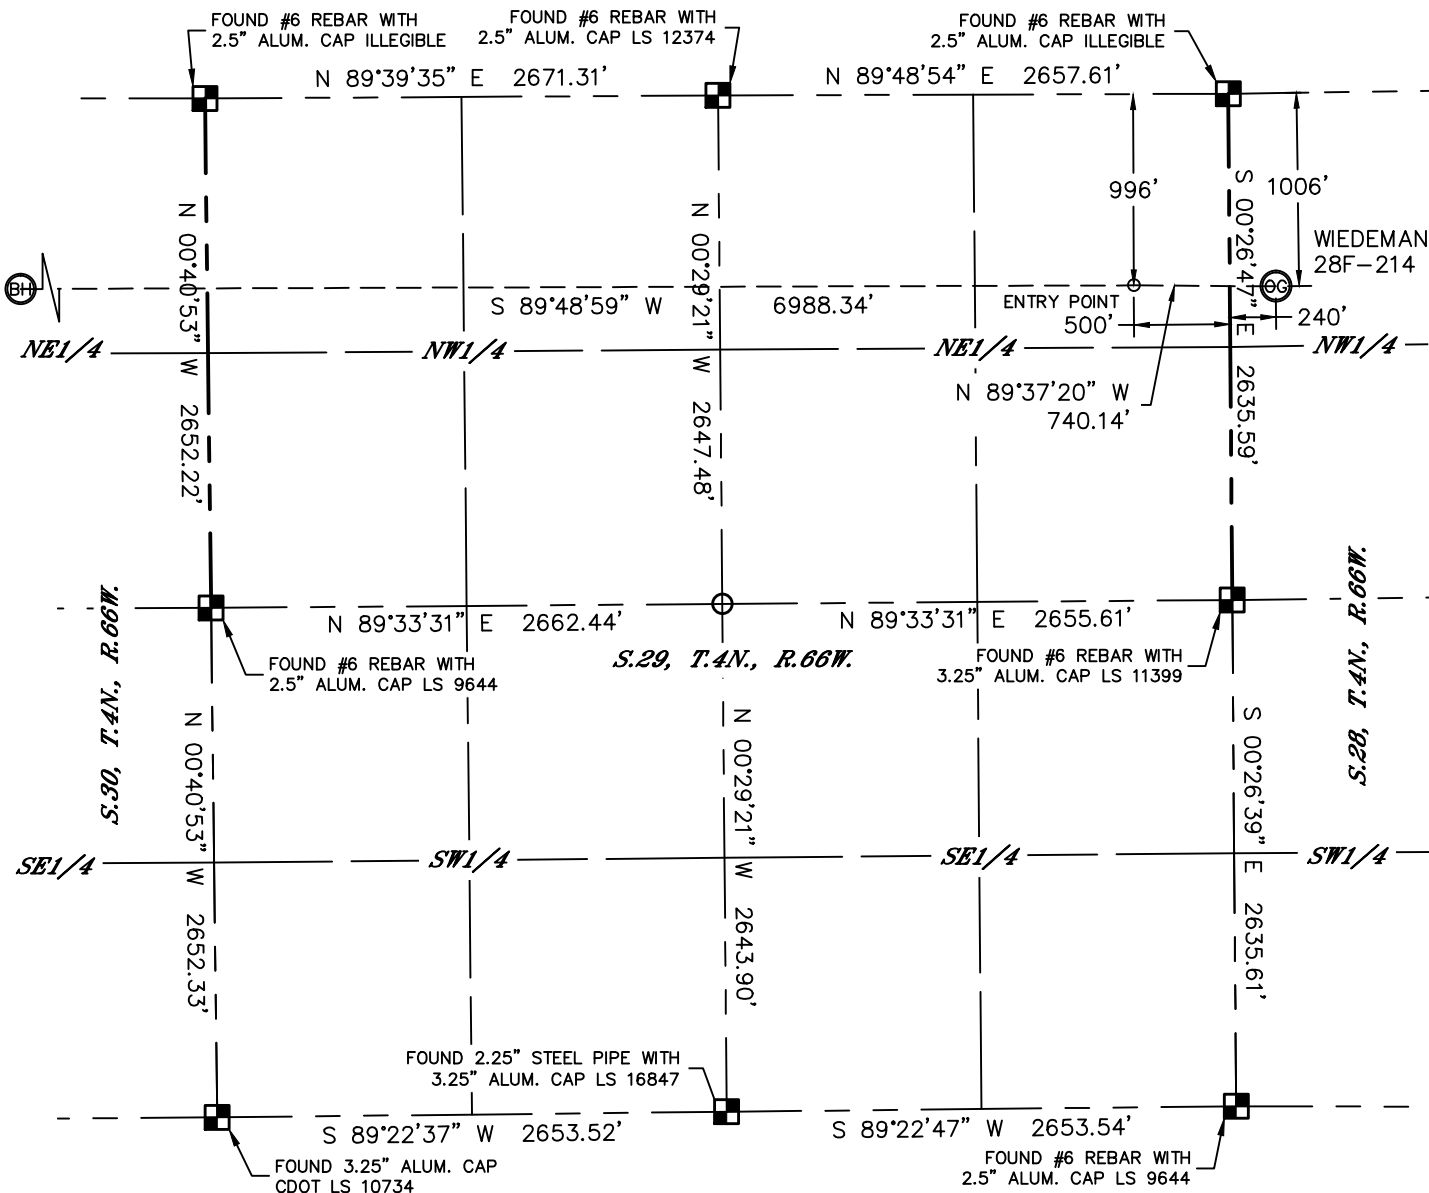 FOUND #6 REBAR WITH
2.5” ALUM. CAP ILLEGIBLE
FOUND #6 REBAR WITH
2.5” ALUM. CAP LS 12374
FOUND #6 REBAR WITH
2.5” ALUM. CAP ILLEGIBLE
N 89°39’35” E 2671.31’
N 89°48’54” E 2657.61’
996’
1006’
N 00°40’53” W 2652.22’
N 00°29’21” W 2647.48’
S 00°26’47” E 2635.59’
WIEDEMAN
28F-214
BH
OG
S 89°48’59” W 6988.34’
ENTRY POINT
500’
240’
NE1/4
NW1/4
NE1/4
NW1/4
N 89°37’20” W
740.14’
S.30, T.4N., R.66W.
S.28, T.4N., R.66W.
N 89°33’31” E 2662.44’
N 89°33’31” E 2655.61’
S.29, T.4N., R.66W.
FOUND #6 REBAR WITH
2.5” ALUM. CAP LS 9644
FOUND #6 REBAR WITH
3.25” ALUM. CAP LS 11399
N 00°40’53” W 2652.33’
N 00°29’21” W 2643.90’
S 00°26’39” E 2635.61’
SE1/4
SW1/4
SE1/4
SW1/4
FOUND 2.25” STEEL PIPE WITH
3.25” ALUM. CAP LS 16847
S 89°22’37” W 2653.52’
S 89°22’47” W 2653.54’
FOUND 3.25” ALUM. CAP
CDOT LS 10734
FOUND #6 REBAR WITH
2.5” ALUM. CAP LS 9644